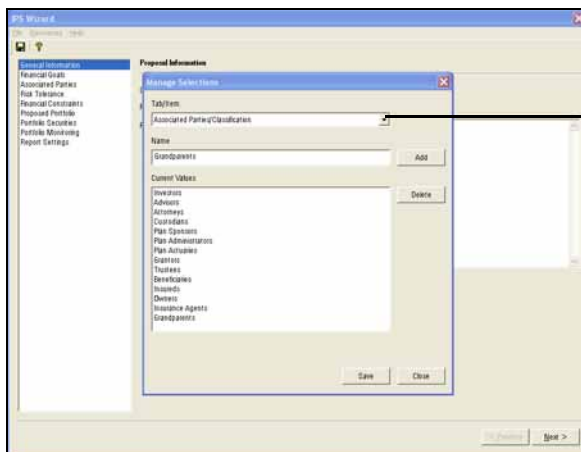 IPS Wizard
File Resources Help
Proposal Information
General Information
Financial Goals
Associated Parties
Risk Tolerance
Financial Constraints
Proposed Portfolio
Portfolio Securities
Portfolio Monitoring
Report Settings
Manage Selections
Tab/Item
Associated Parties/Classification
Name
Grandparents
Add
Current Values
Delete
Investors
Advisors
Attorneys
Custodians
Plan Sponsors
Plan Administrators
Plan Actuaries
Grantors
Trustees
Beneficiaries
Insureds
Owners
Insurance Agents
Grandparents
Save
Close
< Previous
Next >